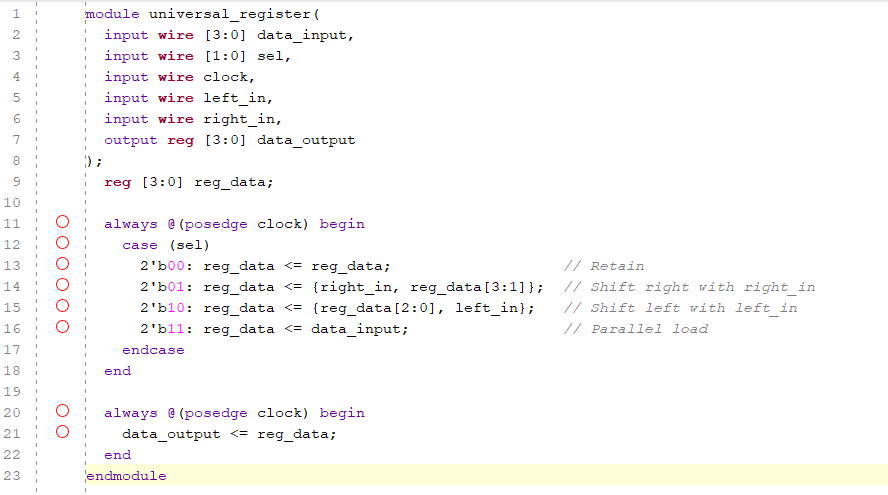 1 module universal_register(
2 input wire [3:0] data_input,
3 input wire [1:0] sel,
4 input wire clock,
5 input wire left_in,
6 input wire right_in,
7 output reg [3:0] data_output
8 );
9 reg [3:0] reg_data;
10
11 always @(posedge clock) begin
12 case (sel)
13 2'b00: reg_data <= reg_data; // Retain
14 2'b01: reg_data <= {right_in, reg_data[3:1]}; // Shift right with right_in
15 2'b10: reg_data <= {reg_data[2:0], left_in}; // Shift left with left_in
16 2'b11: reg_data <= data_input; // Parallel load
17 endcase
18 end
19
20 always @(posedge clock) begin
21 data_output <= reg_data;
22 end
23 endmodule